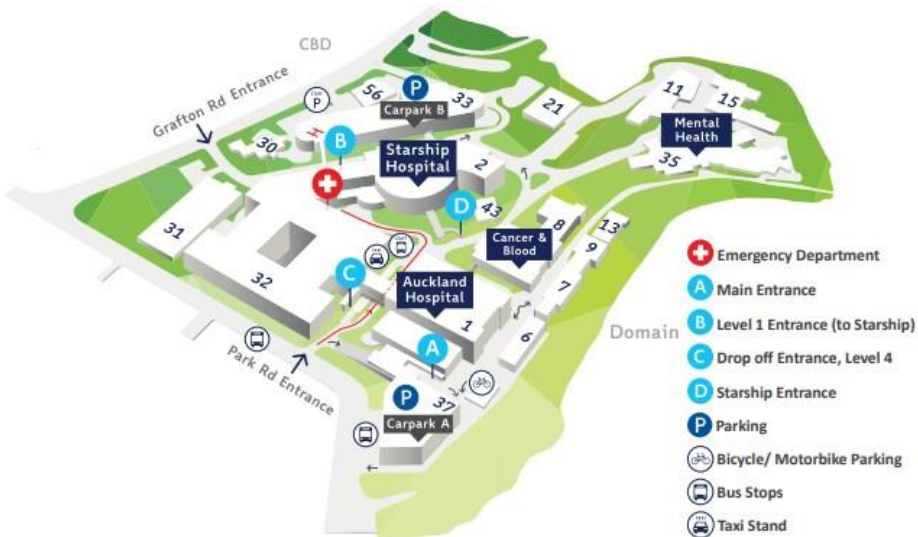 CBD
Grafton Rd Entrance
P
56
P
Carpark B
33
21
11
15
Mental
Health
30
H
B
Starship
Hospital
2
35
31
D
43
8
13
Cancer &
Blood
9
32
C
TAXI
Auckland
Hospital
1
7
6
Domain
Park Rd Entrance
A
P
37
Carpark A
Emergency Department
A
Main Entrance
B
Level 1 Entrance (to Starship)
C
Drop off Entrance, Level 4
D
Starship Entrance
P
Parking
Bicycle/ Motorbike Parking
Bus Stops
TAXI
Taxi Stand